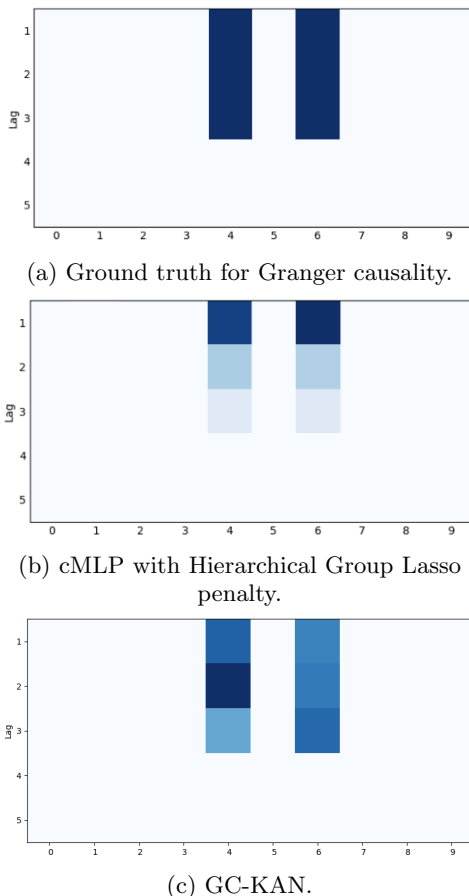 1
2
3
4
5
Lag
0 1 2 3 4 5 6 7 8 9
(a) Ground truth for Granger causality.
1
2
3
4
5
Lag
0 1 2 3 4 5 6 7 8 9
(b) cMLP with Hierarchical Group Lasso
penalty.
1
2
3
4
5
Lag
0 1 2 3 4 5 6 7 8 9
(c) GC-KAN.